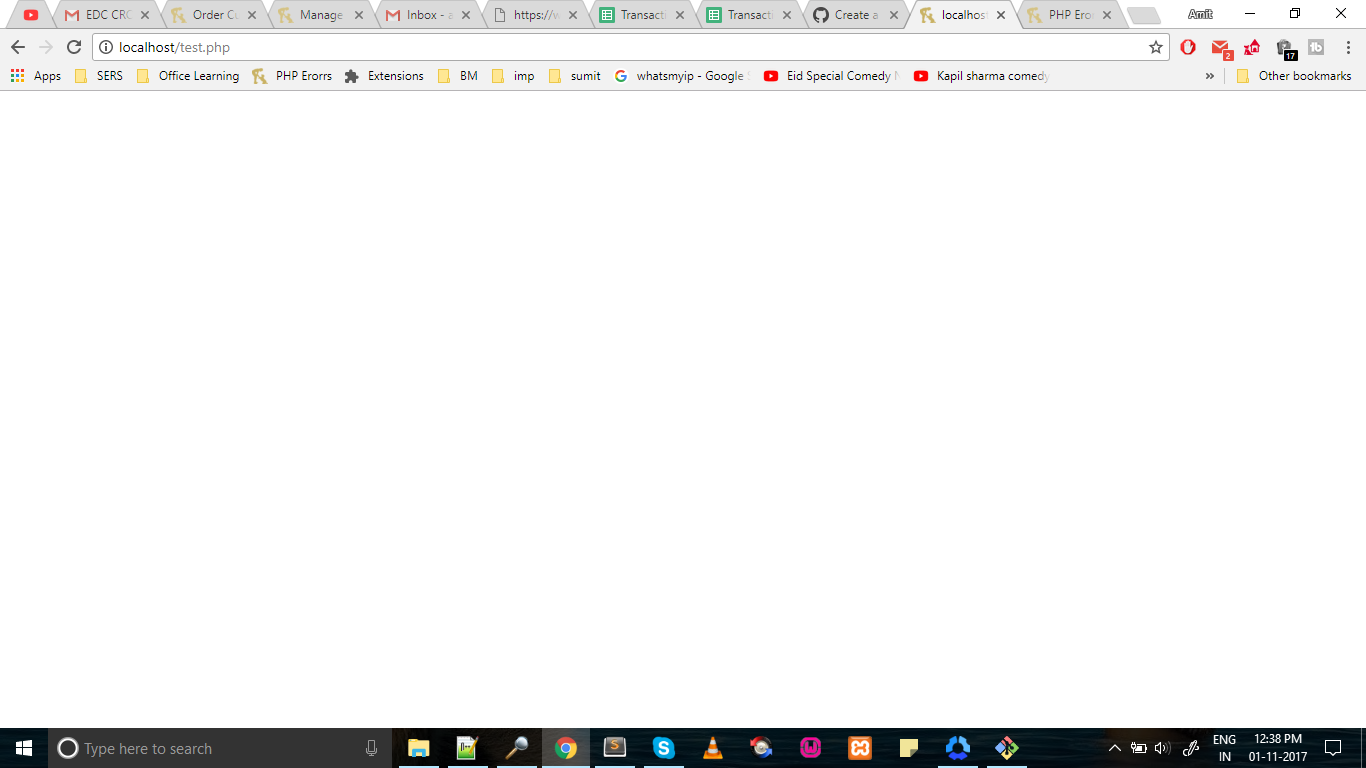 EDC CRC Order Cu Manage Inbox - a https://w Transacti Transacti Create a localhost PHP Eror Amit
localhost/test.php
2 17
Apps SERS Office Learning PHP Erorrs Extensions BM imp sumit whatsmyip - Google S Eid Special Comedy N Kapil sharma comedy » Other bookmarks
Type here to search
ENG 12:38 PM
IN 01-11-2017